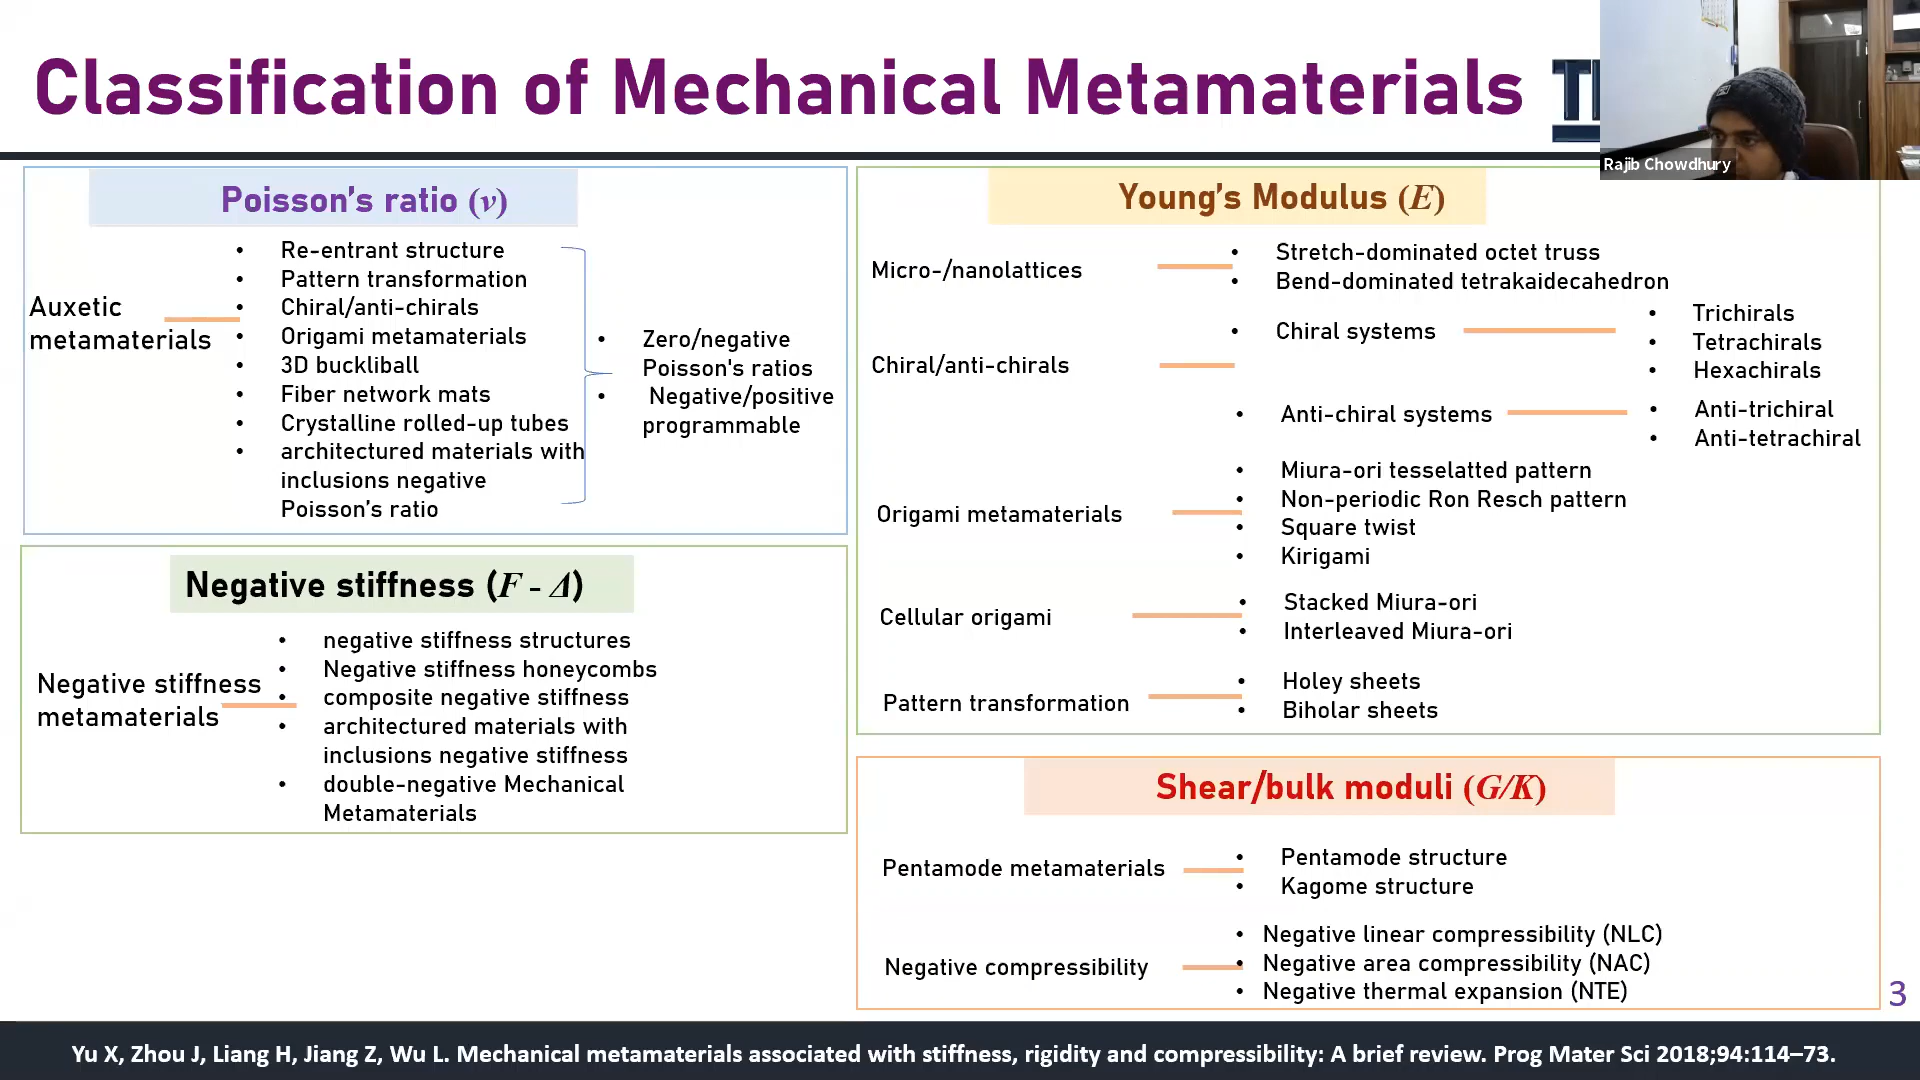 Classification of Mechanical Metamaterials
Rajib Chowdhury
Poisson's ratio (ν)
Auxetic
metamaterials
• Re-entrant structure
• Pattern transformation
• Chiral/anti-chirals
• Origami metamaterials
• 3D buckliball
• Fiber network mats
• Crystalline rolled-up tubes
• architectured materials with
inclusions negative
Poisson's ratio
• Zero/negative
Poisson's ratios
• Negative/positive
programmable
Negative stiffness (F - Δ)
Negative stiffness
metamaterials
• negative stiffness structures
• Negative stiffness honeycombs
• composite negative stiffness
• architectured materials with
inclusions negative stiffness
• double-negative Mechanical
Metamaterials
Young's Modulus (E)
Micro-/nanolattices
• Stretch-dominated octet truss
• Bend-dominated tetrakaidecahedron
Chiral/anti-chirals
• Chiral systems
• Trichirals
• Tetrachirals
• Hexachirals
• Anti-chiral systems
• Anti-trichiral
• Anti-tetrachiral
Origami metamaterials
• Miura-ori tesselatted pattern
• Non-periodic Ron Resch pattern
• Square twist
• Kirigami
Cellular origami
• Stacked Miura-ori
• Interleaved Miura-ori
Pattern transformation
• Holey sheets
• Biholar sheets
Shear/bulk moduli (G/K)
Pentamode metamaterials
• Pentamode structure
• Kagome structure
Negative compressibility
• Negative linear compressibility (NLC)
• Negative area compressibility (NAC)
• Negative thermal expansion (NTE)
3
Yu X, Zhou J, Liang H, Jiang Z, Wu L. Mechanical metamaterials associated with stiffness, rigidity and compressibility: A brief review. Prog Mater Sci 2018;94:114–73.